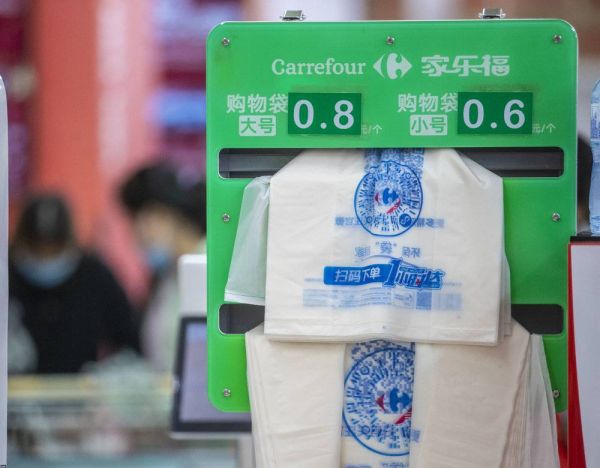 Carrefour 家乐福
购物袋 大号 0.8 元/个
购物袋 小号 0.6 元/个
扫码下单 1小时达